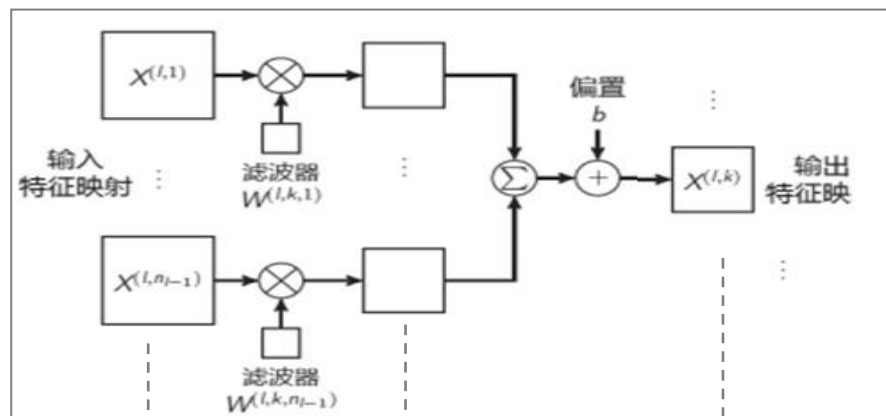 X^{(l,1)}
输入
特征映射
滤波器
W^{(l,k,1)}
X^{(l,n_{l-1})}
滤波器
W^{(l,k,n_{l-1})}
∑
偏置
b
+
X^{(l,k)}
输出
特征映